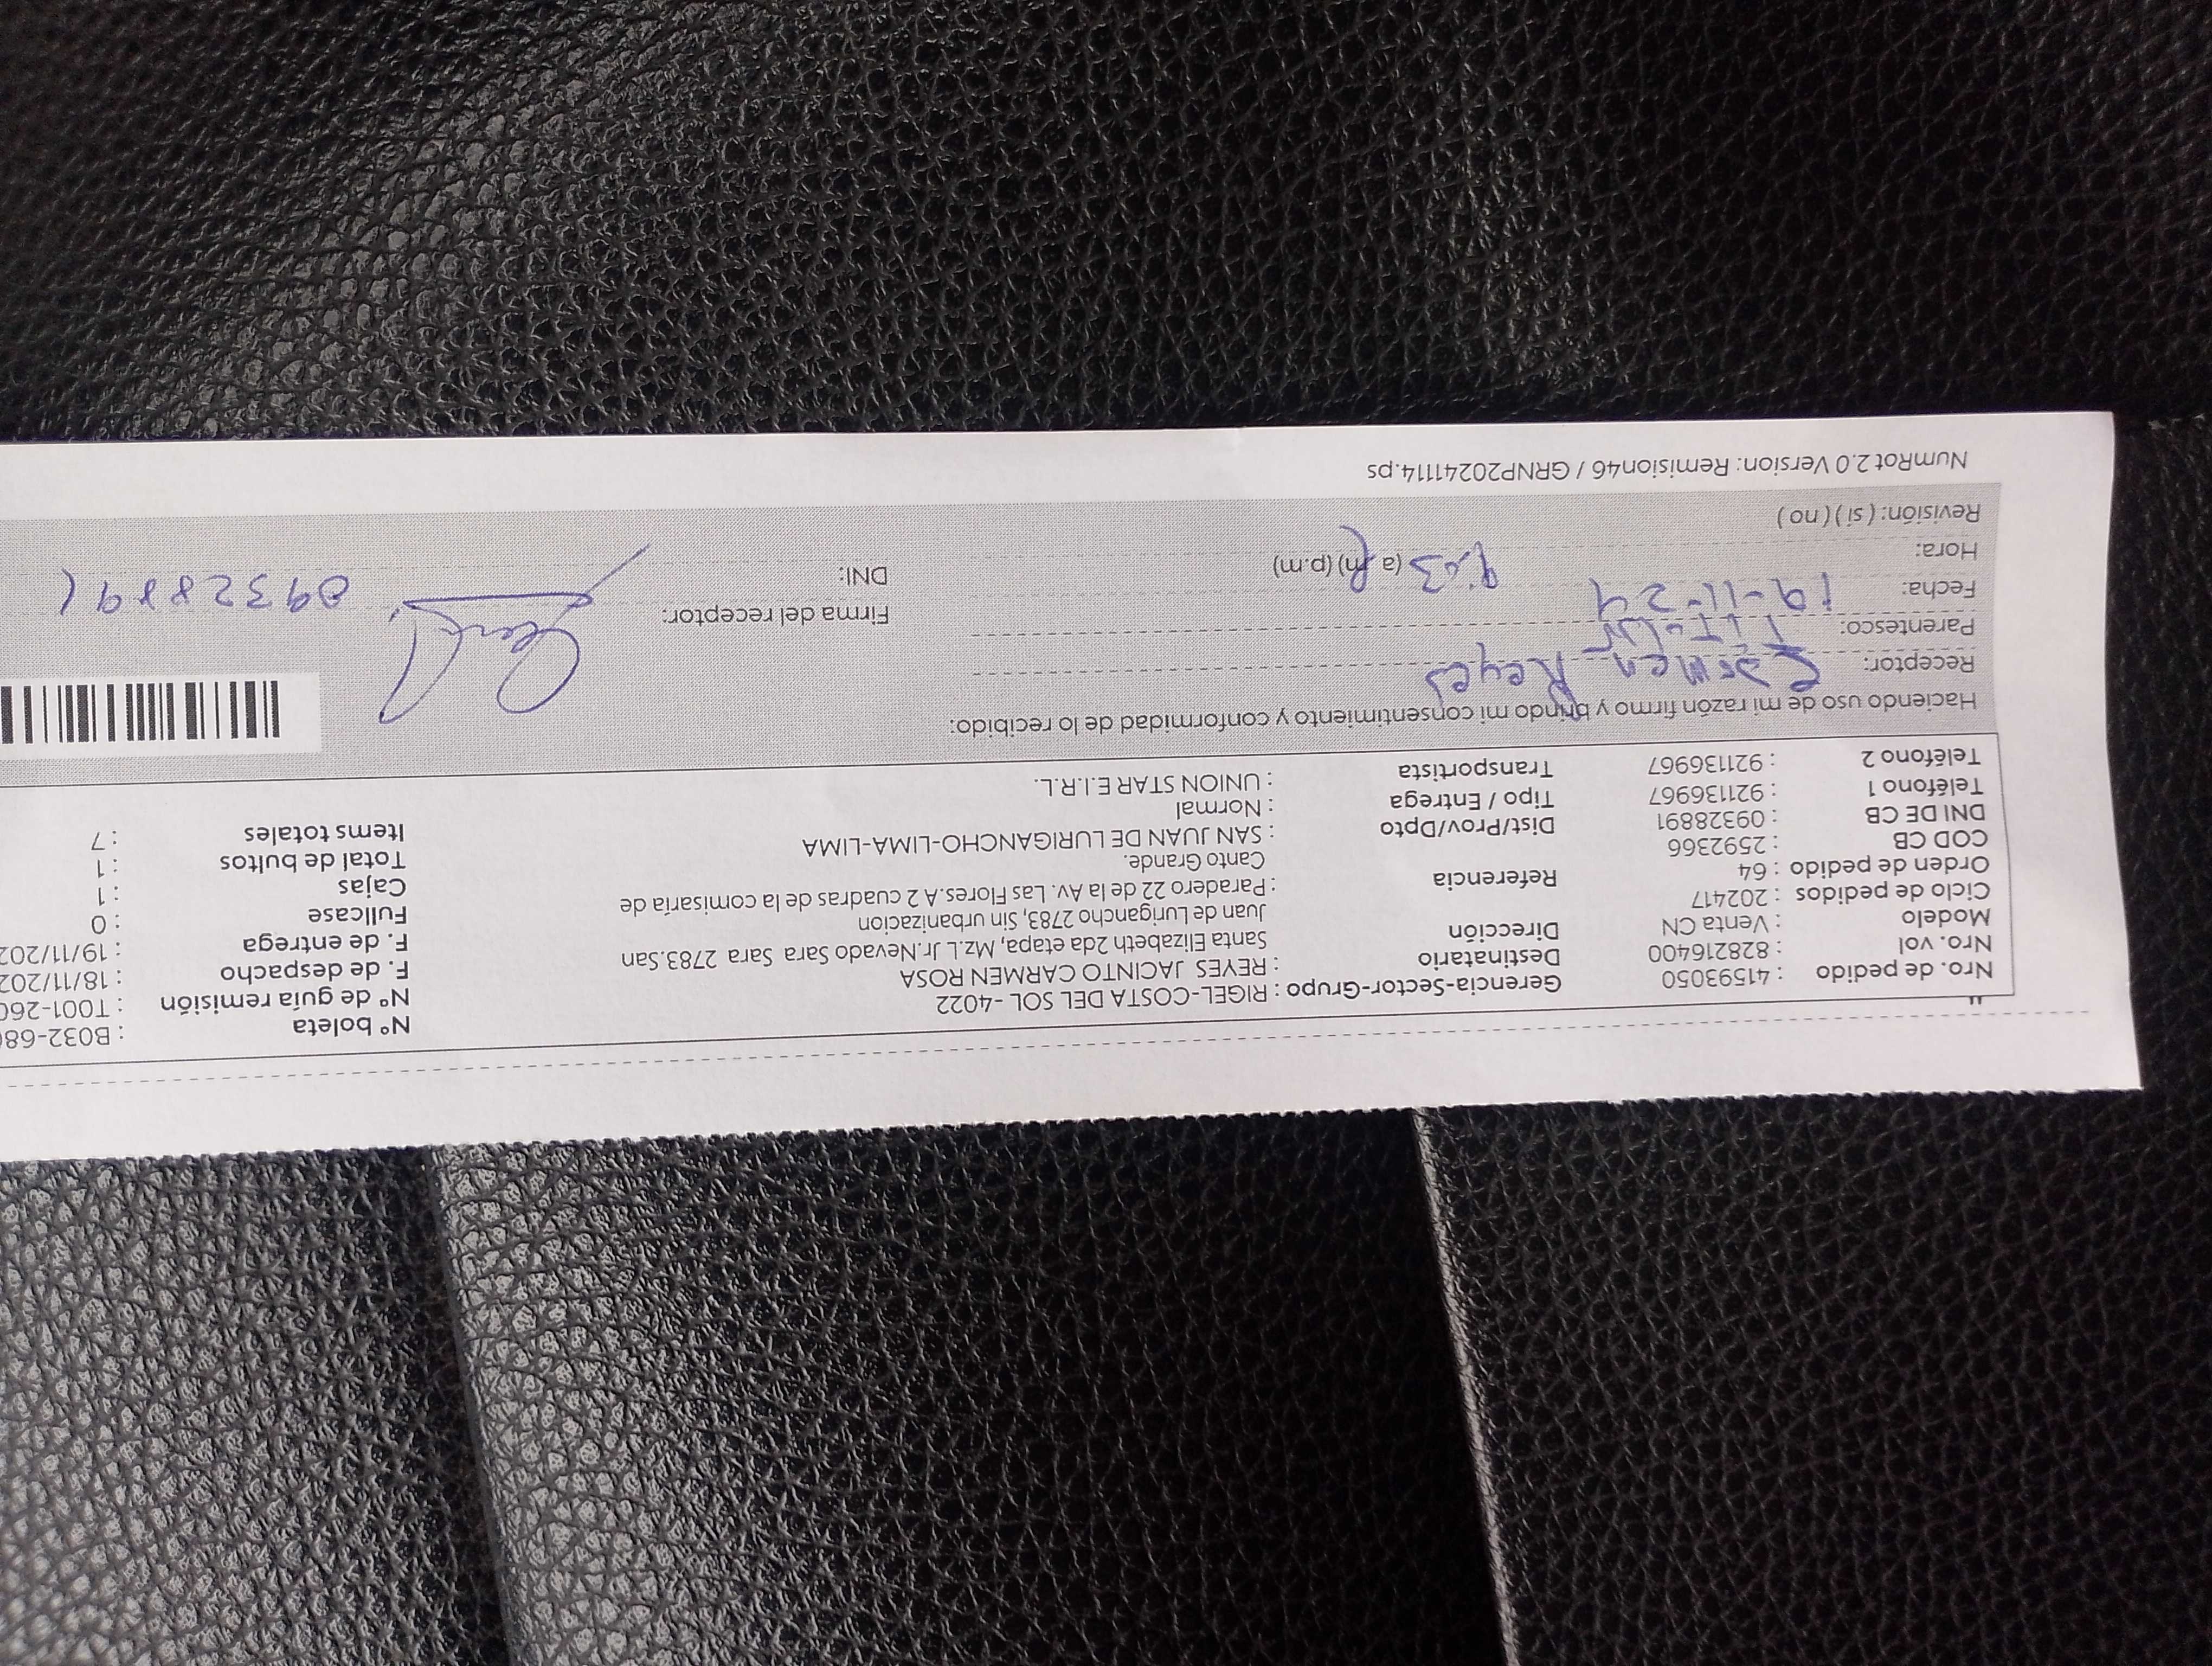 Nro. de pedido : 41593050
Nro. vol : 828216400
Modelo : Venta CN
Ciclo de pedidos : 202417
Orden de pedido : 64
COD CB : 2592366
DNI DE CB : 09328891
Teléfono 1 : 921136967
Teléfono 2 : 921136967
Gerencia-Sector-Grupo : RIGEL-COSTA DEL SOL -4022
Destinatario : REYES JACINTO CARMEN ROSA
Dirección : Santa Elizabeth 2da etapa, Mz.L Jr.Nevado Sara Sara 2783.San
Juan de Lurigancho 2783, Sin urbanizacion
Referencia : Paradero 22 de la Av. Las Flores.A 2 cuadras de la comisaría de
Canto Grande.
Dist/Prov/Dpto : SAN JUAN DE LURIGANCHO-LIMA-LIMA
Tipo / Entrega : Normal
Transportista : UNION STAR E.I.R.L.
Nº boleta : B032-68
Nº de guía remisión : T001-260
F. de despacho : 18/11/202
F. de entrega : 19/11/202
Fullcase : 0
Cajas : 1
Total de bultos : 1
Items totales : 7
Haciendo uso de mi razón firmo y brindo mi consentimiento y conformidad de lo recibido:
Receptor: Carmen Reyes
Parentesco: Titular
Fecha: 19-11-24
Hora: 9:03 (a.m) (p.m)
Revisión: ( si ) ( no )
Firma del receptor:
DNI: 09328891
NumRot 2.0 Version: Remision46 / GRNP20241114.ps